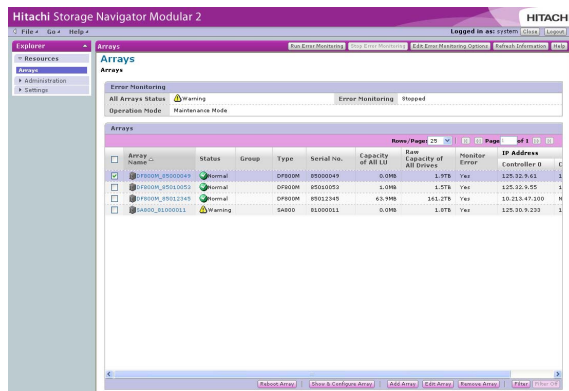 Hitachi Storage Navigator Modular 2
HITACH
File Go Help
Logged in as: system Close Logout
Explorer
Resources
Arrays
Administration
Settings
Arrays
Run Error Monitoring Stop Error Monitoring Edit Error Monitoring Options Refresh Information Help
Arrays
Arrays
Error Monitoring
All Arrays Status Warning Error Monitoring Stopped
Operation Mode Maintenance Mode
Arrays
Rows/Page: 25 Page of 1
Array Name Status Group Type Serial No. Capacity of All LU Raw Capacity of All Drives Monitor Error IP Address
Controller 0 C
DF800M_85000049 Normal DF800M 85000049 0.0MB 1.9TB Yes 125.32.9.61 1
DF800M_85010053 Normal DF800M 85010053 0.0MB 1.5TB Yes 125.32.9.55 1
DF800M_85012345 Normal DF800M 85012345 63.9MB 161.2TB Yes 10.213.47.100 N
SA800_81000011 Warning SA800 81000011 0.0MB 1.0TB Yes 125.30.9.233 1
Reboot Array Show & Configure Array Add Array Edit Array Remove Array Filter Filter Off